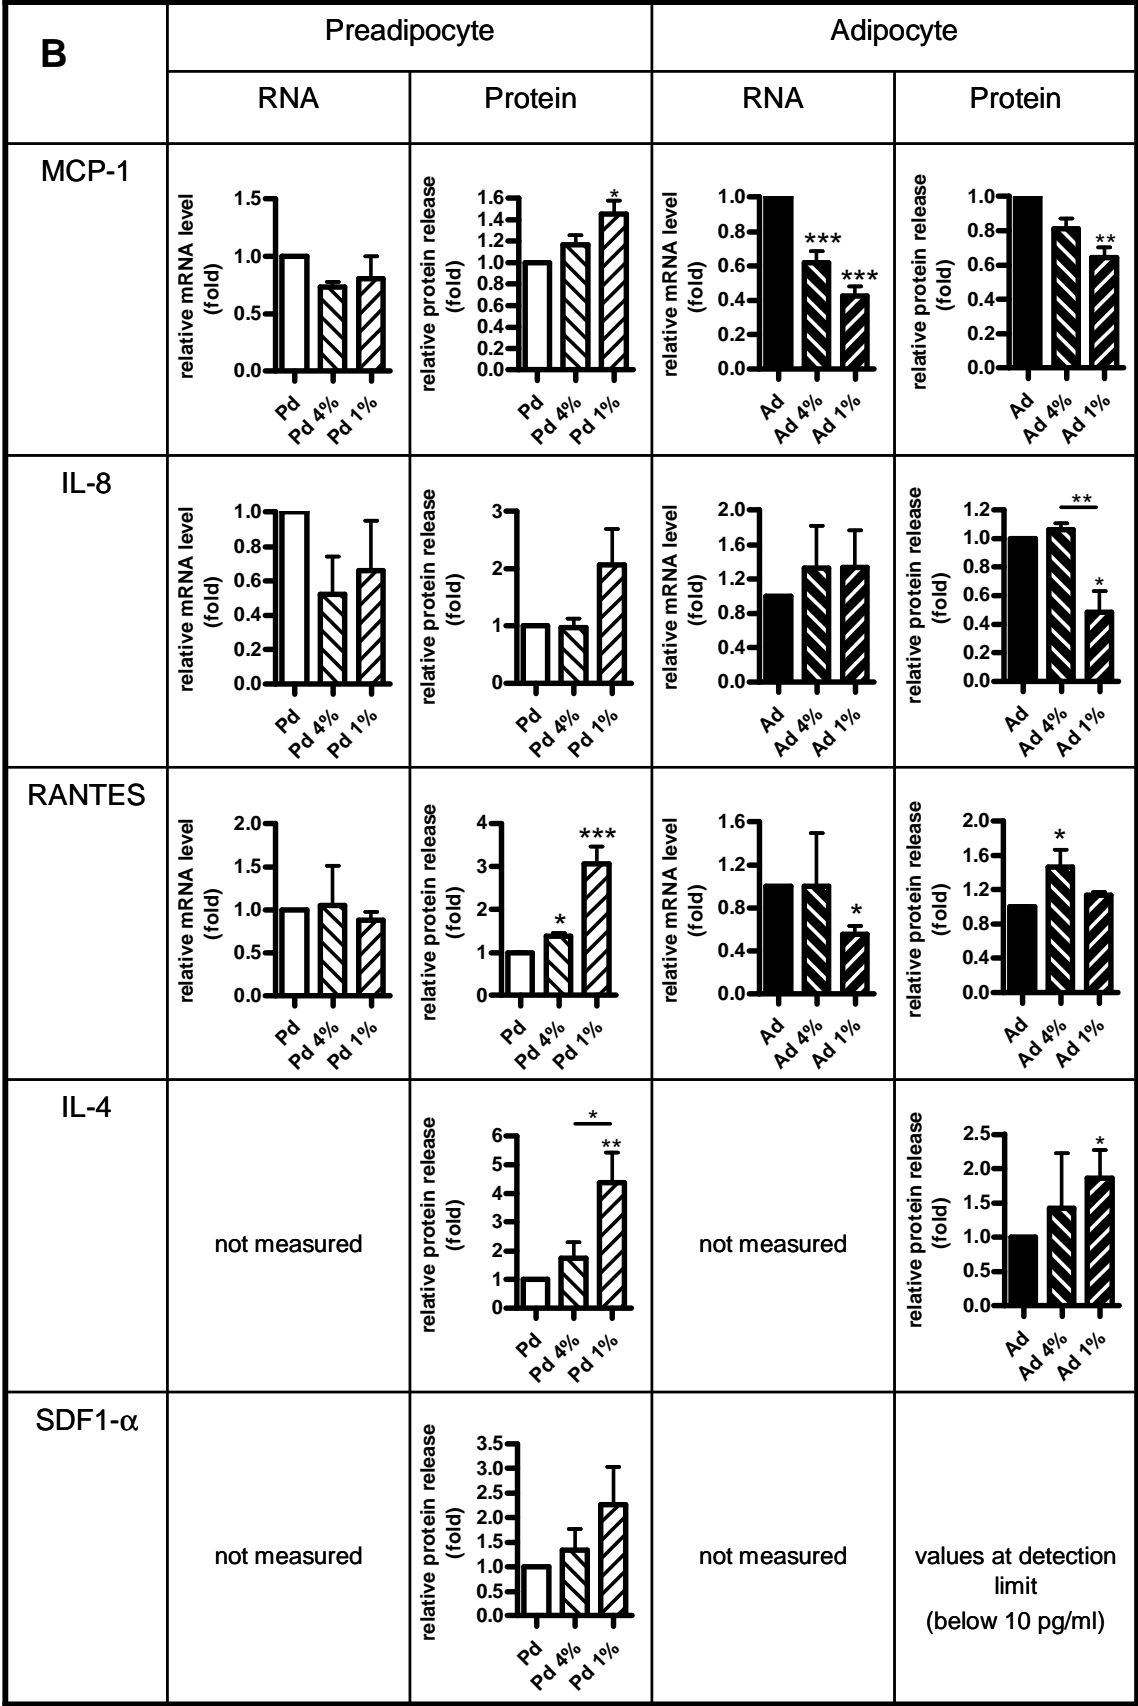 B
Preadipocyte
Adipocyte
RNA
Protein
RNA
Protein
MCP-1
relative mRNA level
(fold)
1.5
1.0
0.5
0.0
Pd
Pd 4%
Pd 1%
relative protein release
(fold)
1.6
1.4
1.2
1.0
0.8
0.6
0.4
0.2
0.0
*
Pd
Pd 4%
Pd 1%
relative mRNA level
(fold)
1.0
0.8
0.6
0.4
0.2
0.0
***
***
Ad
Ad 4%
Ad 1%
relative protein release
(fold)
1.0
0.8
0.6
0.4
0.2
0.0
**
Ad
Ad 4%
Ad 1%
IL-8
relative mRNA level
(fold)
1.0
0.8
0.6
0.4
0.2
0.0
Pd
Pd 4%
Pd 1%
relative protein release
(fold)
3
2
1
0
Pd
Pd 4%
Pd 1%
relative mRNA level
(fold)
2.0
1.6
1.2
0.8
0.4
0.0
Ad
Ad 4%
Ad 1%
relative protein release
(fold)
1.2
1.0
0.8
0.6
0.4
0.2
0.0
**
*
Ad
Ad 4%
Ad 1%
RANTES
relative mRNA level
(fold)
2.0
1.5
1.0
0.5
0.0
Pd
Pd 4%
Pd 1%
relative protein release
(fold)
4
3
2
1
0
*
***
Pd
Pd 4%
Pd 1%
relative mRNA level
(fold)
1.6
1.2
0.8
0.4
0.0
*
Ad
Ad 4%
Ad 1%
relative protein release
(fold)
2.0
1.6
1.2
0.8
0.4
0.0
*
Ad
Ad 4%
Ad 1%
IL-4
not measured
relative protein release
(fold)
6
5
4
3
2
1
0
*
**
Pd
Pd 4%
Pd 1%
not measured
relative protein release
(fold)
2.5
2.0
1.5
1.0
0.5
0.0
*
Ad
Ad 4%
Ad 1%
SDF1-α
not measured
relative protein release
(fold)
3.5
3.0
2.5
2.0
1.5
1.0
0.5
0.0
Pd
Pd 4%
Pd 1%
not measured
values at detection
limit
(below 10 pg/ml)